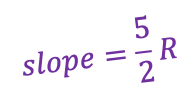 slope = 5/2 R